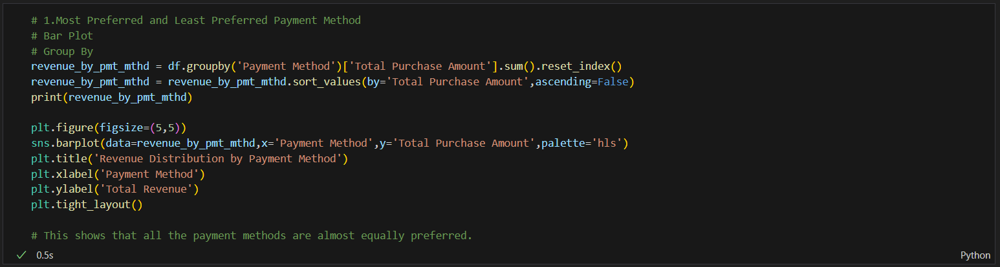 # 1.Most Preferred and Least Preferred Payment Method
# Bar Plot
# Group By
revenue_by_pmt_mthd = df.groupby('Payment Method')['Total Purchase Amount'].sum().reset_index()
revenue_by_pmt_mthd = revenue_by_pmt_mthd.sort_values(by='Total Purchase Amount',ascending=False)
print(revenue_by_pmt_mthd)
plt.figure(figsize=(5,5))
sns.barplot(data=revenue_by_pmt_mthd,x='Payment Method',y='Total Purchase Amount',palette='hls')
plt.title('Revenue Distribution by Payment Method')
plt.xlabel('Payment Method')
plt.ylabel('Total Revenue')
plt.tight_layout()
# This shows that all the payment methods are almost equally preferred.
0.5s
Python